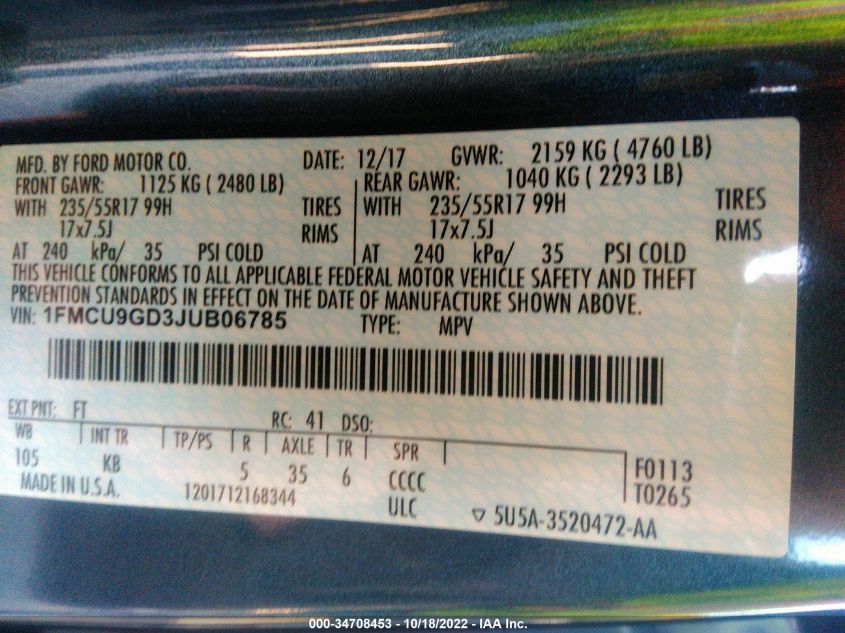 MFD. BY FORD MOTOR CO. DATE: 12/17 GVWR: 2159 KG ( 4760 LB)
FRONT GAWR: 1125 KG ( 2480 LB) REAR GAWR: 1040 KG ( 2293 LB)
WITH 235/55R17 99H TIRES WITH 235/55R17 99H TIRES
17x7.5J RIMS 17x7.5J RIMS
AT 240 kPa/ 35 PSI COLD AT 240 kPa/ 35 PSI COLD
THIS VEHICLE CONFORMS TO ALL APPLICABLE FEDERAL MOTOR VEHICLE SAFETY AND THEFT
PREVENTION STANDARDS IN EFFECT ON THE DATE OF MANUFACTURE SHOWN ABOVE.
VIN: 1FMCU9GD3JUB06785 TYPE: MPV
EXT PNT: FT RC: 41 DSO:
WB INT TR TP/PS R AXLE TR SPR
105 KB 5 35 6 CCCC F0113
MADE IN U.S.A. 1201712168344 ULC T0265
5U5A-3520472-AA
000-34708453 - 10/18/2022 - IAA Inc.